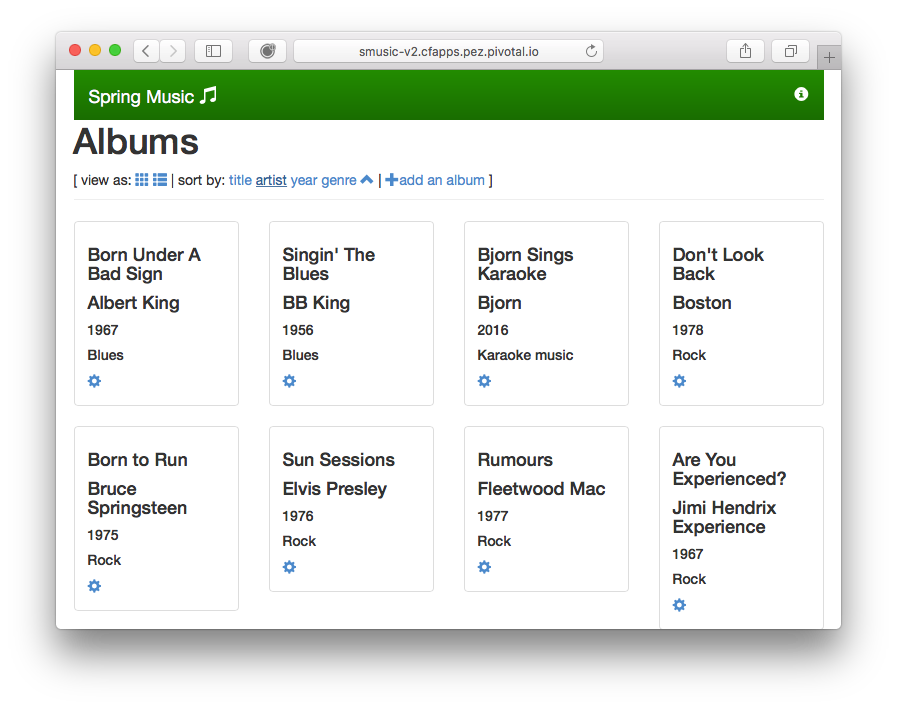 smusic-v2.cfapps.pez.pivotal.io
Spring Music
Albums
[ view as: | sort by: title artist year genre | add an album ]
Born Under A
Bad Sign
Albert King
1967
Blues
Singin' The
Blues
BB King
1956
Blues
Bjorn Sings
Karaoke
Bjorn
2016
Karaoke music
Don't Look
Back
Boston
1978
Rock
Born to Run
Bruce
Springsteen
1975
Rock
Sun Sessions
Elvis Presley
1976
Rock
Rumours
Fleetwood Mac
1977
Rock
Are You
Experienced?
Jimi Hendrix
Experience
1967
Rock